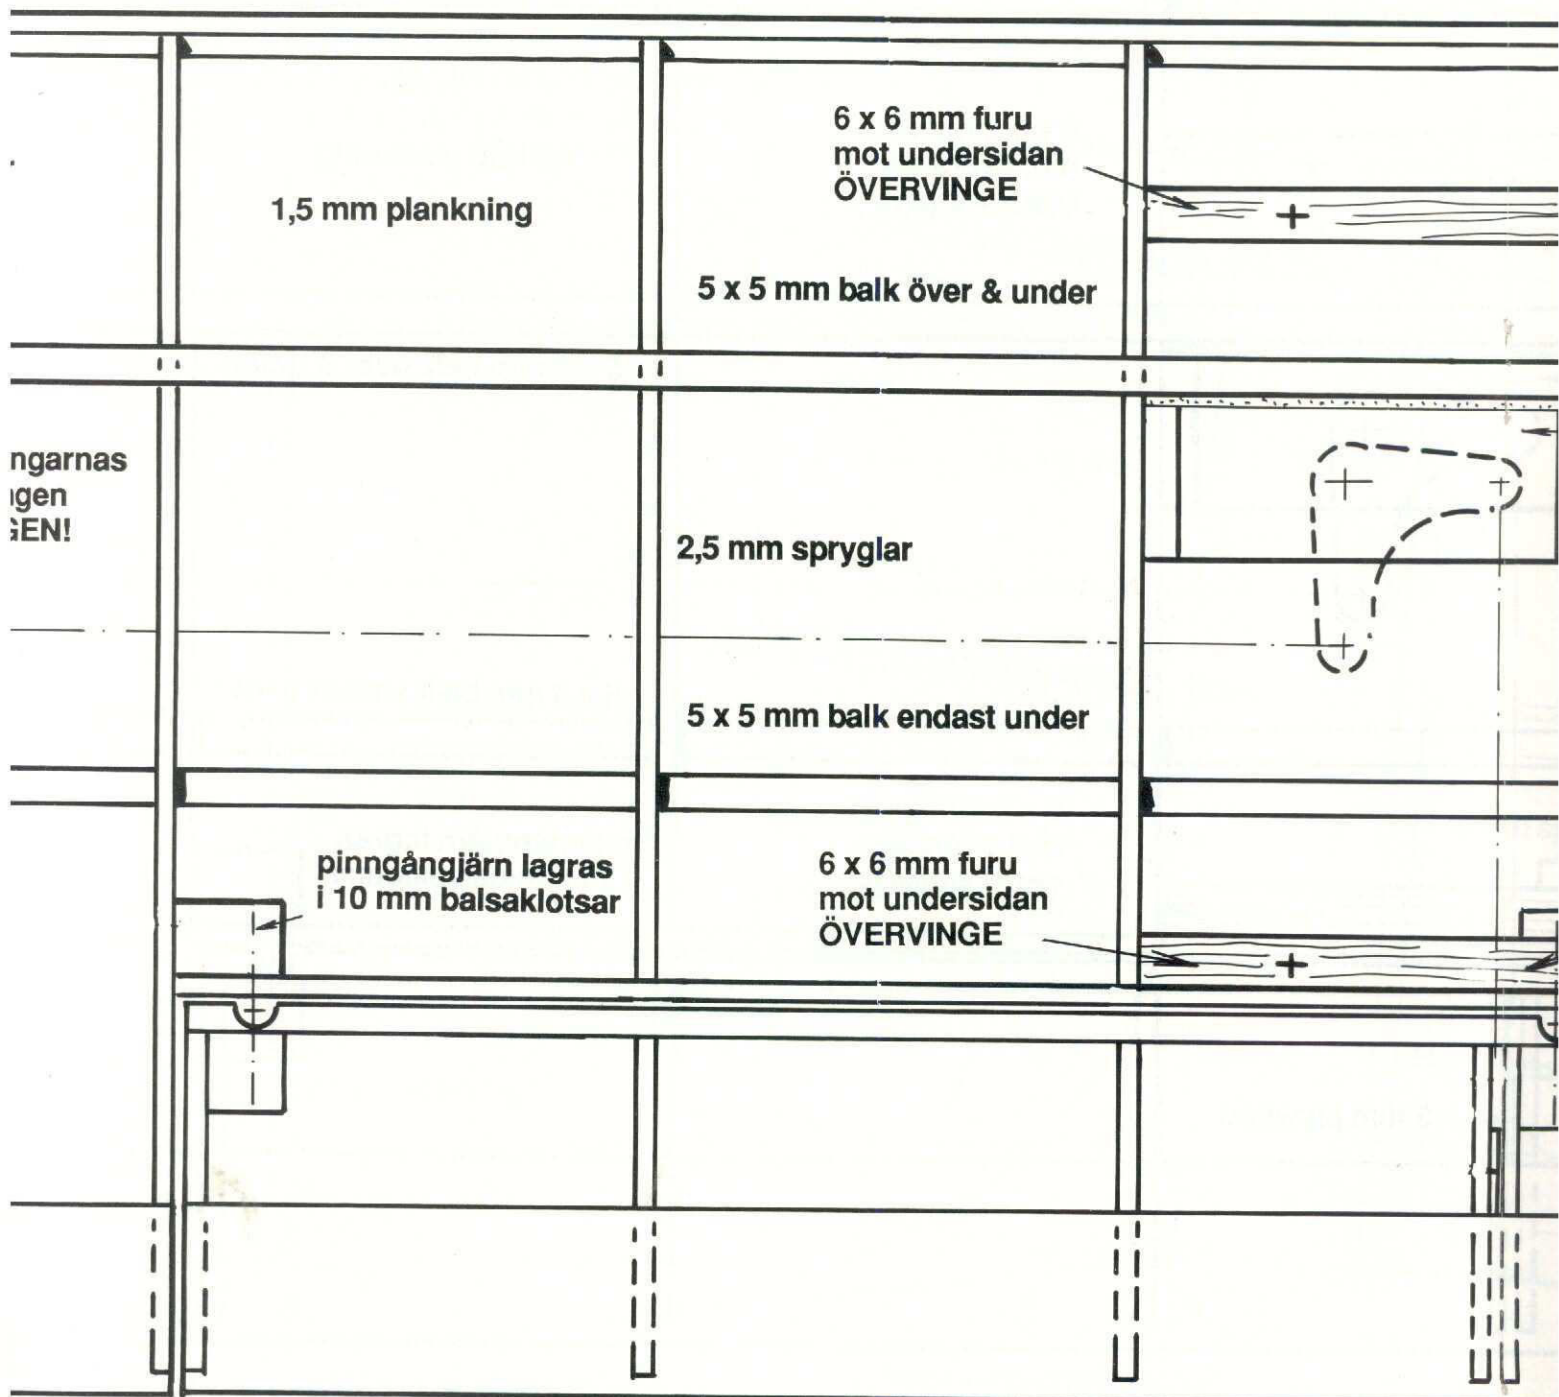 6 x 6 mm furu
mot undersidan
ÖVERVINGE
1,5 mm plankning
5 x 5 mm balk över & under
ngarnas
2,5 mm spryglar
5 x 5 mm balk endast under
pinngångjärn lagras
i 10 mm balsaklotsar
6 x 6 mm furu
mot undersidan
ÖVERVINGE